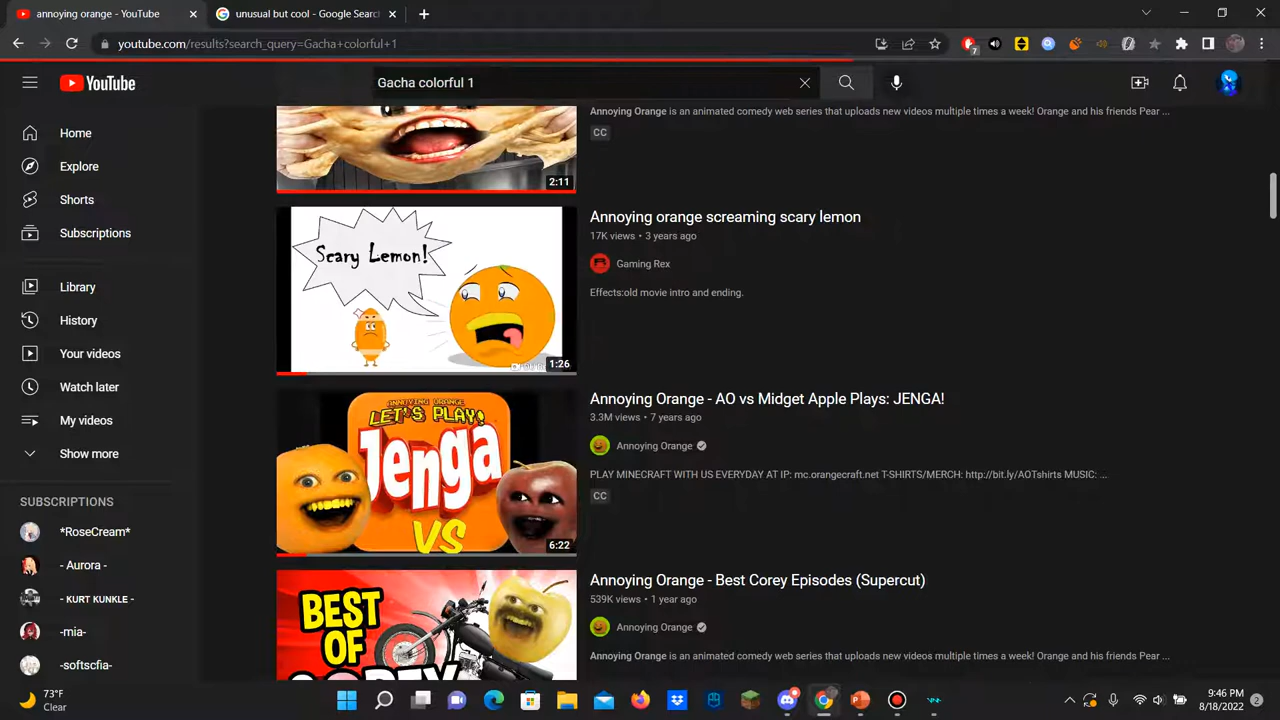 annoying orange - YouTube
unusual but cool - Google Searc
youtube.com/results?search_query=Gacha+colorful+1
7
YouTube
Gacha colorful 1
Home
Explore
Shorts
Subscriptions
Library
History
Your videos
Watch later
My videos
Show more
SUBSCRIPTIONS
*RoseCream*
- Aurora -
- KURT KUNKLE -
-mia-
-softscfia-
2:11
Annoying Orange is an animated comedy web series that uploads new videos multiple times a week! Orange and his friends Pear ...
CC
Scary Lemon!
1:26
Annoying orange screaming scary lemon
17K views • 3 years ago
Gaming Rex
Effects:old movie intro and ending.
ANNOYING ORANGE
LET'S PLAY!
Jenga
VS
6:22
Annoying Orange - AO vs Midget Apple Plays: JENGA!
3.3M views • 7 years ago
Annoying Orange
PLAY MINECRAFT WITH US EVERYDAY AT IP: mc.orangecraft.net T-SHIRTS/MERCH: http://bit.ly/AOTshirts MUSIC: ...
CC
BEST
OF
COREY
Annoying Orange - Best Corey Episodes (Supercut)
539K views • 1 year ago
Annoying Orange
Annoying Orange is an animated comedy web series that uploads new videos multiple times a week! Orange and his friends Pear ...
73°F
Clear
9:46 PM
8/18/2022
2